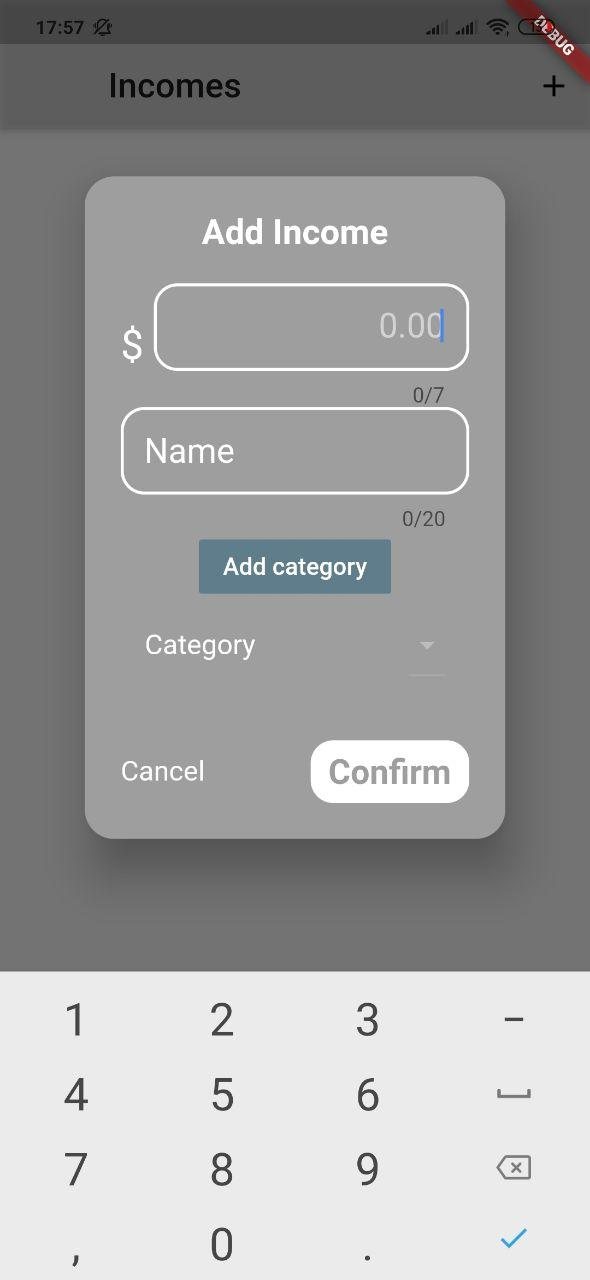 17:57
DEBUG
Incomes
+
Add Income
$ 0.00
0/7
Name
0/20
Add category
Category
Cancel Confirm
1 2 3 –
4 5 6
7 8 9
, 0 .